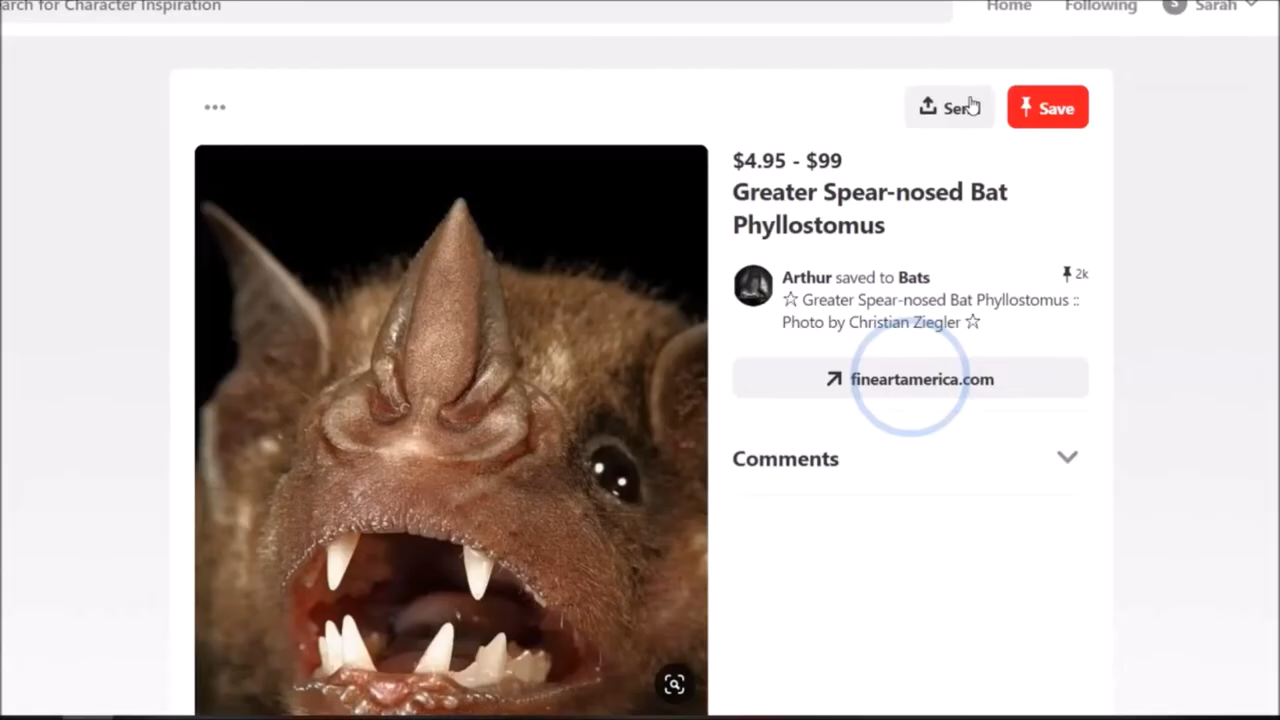 arch for Character Inspiration
Home Following S Sarah
Save
$4.95 - $99
Greater Spear-nosed Bat
Phyllostomus
Arthur saved to Bats 2k
☆ Greater Spear-nosed Bat Phyllostomus ::
Photo by Christian Ziegler ☆
fineartamerica.com
Comments